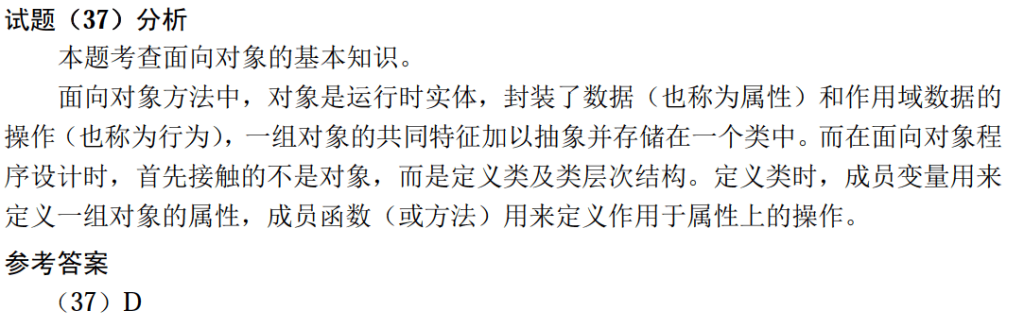 试题（37）分析
本题考查面向对象的基本知识。
面向对象方法中，对象是运行时实体，封装了数据（也称为属性）和作用域数据的
操作（也称为行为），一组对象的共同特征加以抽象并存储在一个类中。而在面向对象程
序设计时，首先接触的不是对象，而是定义类及类层次结构。定义类时，成员变量用来
定义一组对象的属性，成员函数（或方法）用来定义作用于属性上的操作。
参考答案
（37）D